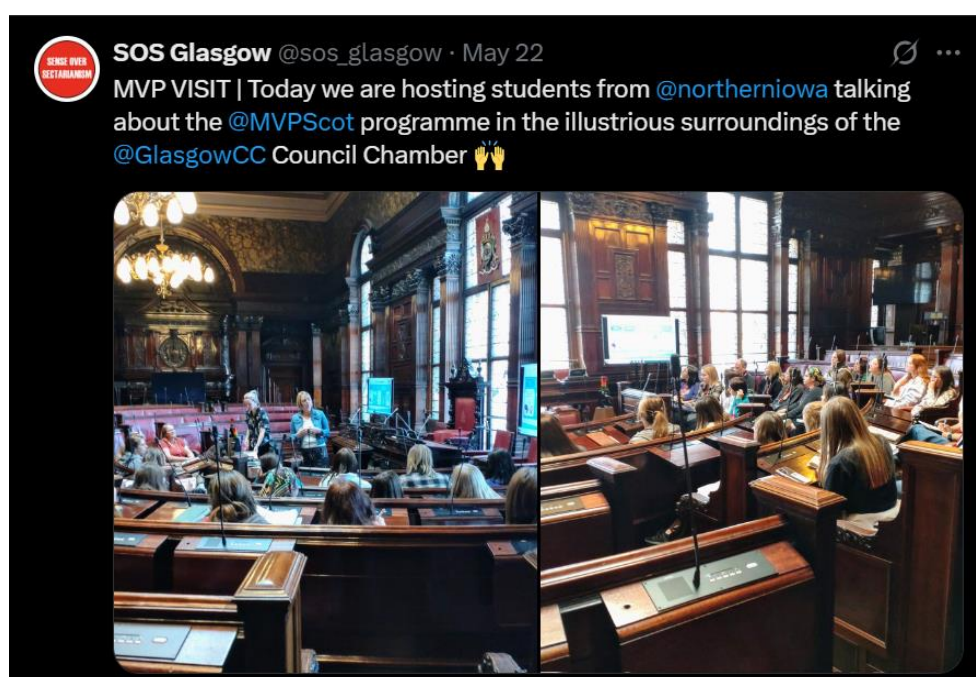 SENSE OVER
SECTARIANISM
SOS Glasgow @sos_glasgow · May 22
MVP VISIT | Today we are hosting students from @northerniowa talking
about the @MVPScot programme in the illustrious surroundings of the
@GlasgowCC Council Chamber 🙌